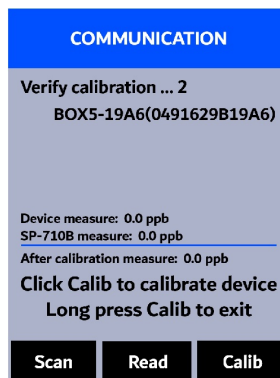 COMMUNICATION
Verify calibration ... 2
BOX5-19A6(0491629B19A6)
Device measure: 0.0 ppb
SP-710B measure: 0.0 ppb
After calibration measure: 0.0 ppb
Click Calib to calibrate device
Long press Calib to exit
Scan Read Calib